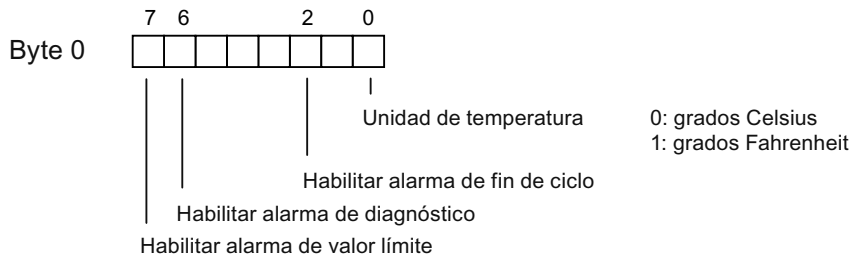 7 6 2 0
Byte 0
Unidad de temperatura 0: grados Celsius
1: grados Fahrenheit
Habilitar alarma de fin de ciclo
Habilitar alarma de diagnóstico
Habilitar alarma de valor límite